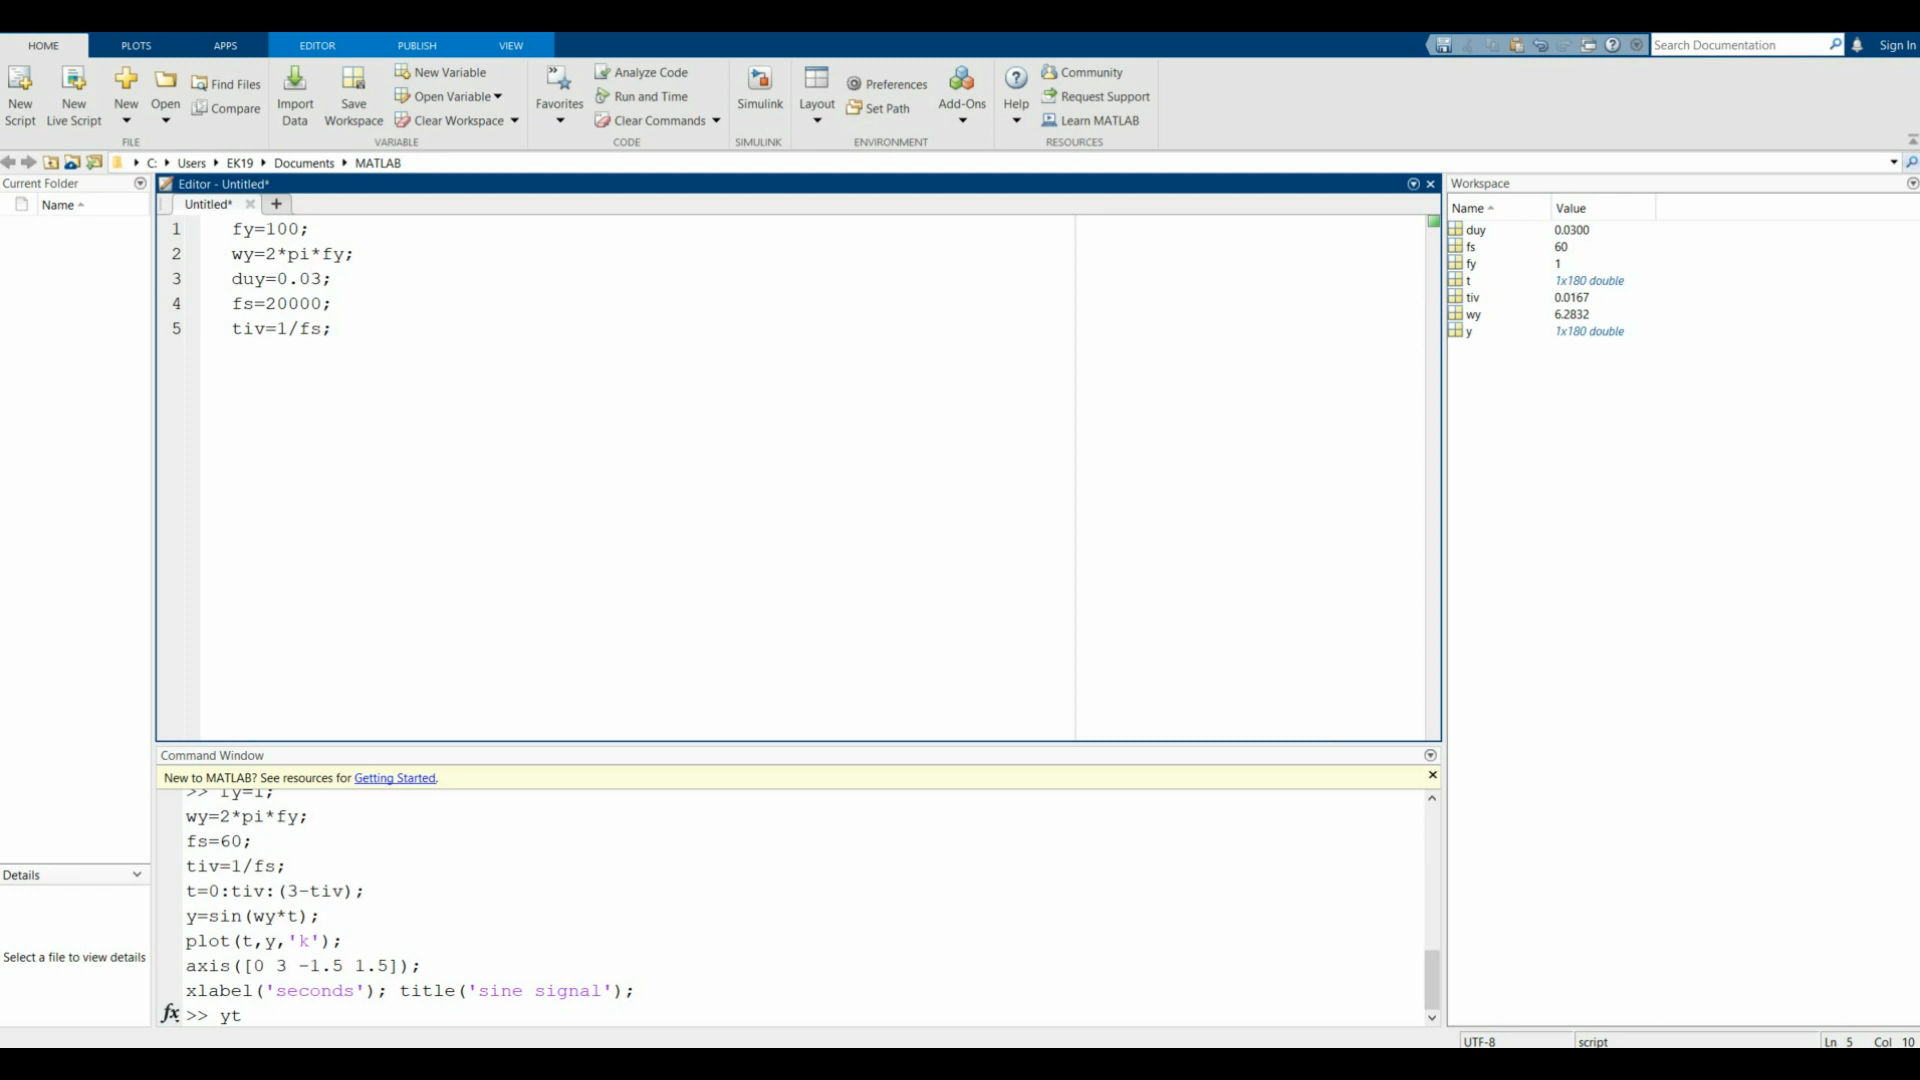 HOME PLOTS APPS EDITOR PUBLISH VIEW Search Documentation Sign In
New Script
New Live Script
New
Open
Find Files
Compare
FILE
Import Data
Save Workspace
New Variable
Open Variable
Clear Workspace
VARIABLE
Favorites
Analyze Code
Run and Time
Clear Commands
CODE
Simulink
SIMULINK
Layout
Preferences
Set Path
Add-Ons
ENVIRONMENT
Help
Community
Request Support
Learn MATLAB
RESOURCES
C: Users EK19 Documents MATLAB
Current Folder
Name
Details
Select a file to view details
Editor - Untitled*
Untitled*
1 fy=100;
2 wy=2*pi*fy;
3 duy=0.03;
4 fs=20000;
5 tiv=1/fs;
Command Window
New to MATLAB? See resources for Getting Started.
>> fy=1;
wy=2*pi*fy;
fs=60;
tiv=1/fs;
t=0:tiv:(3-tiv);
y=sin(wy*t);
plot(t,y,'k');
axis([0 3 -1.5 1.5]);
xlabel('seconds'); title('sine signal');
fx >> yt
Workspace
Name Value
duy 0.0300
fs 60
fy 1
t 1x180 double
tiv 0.0167
wy 6.2832
y 1x180 double
UTF-8 script Ln 5 Col 10